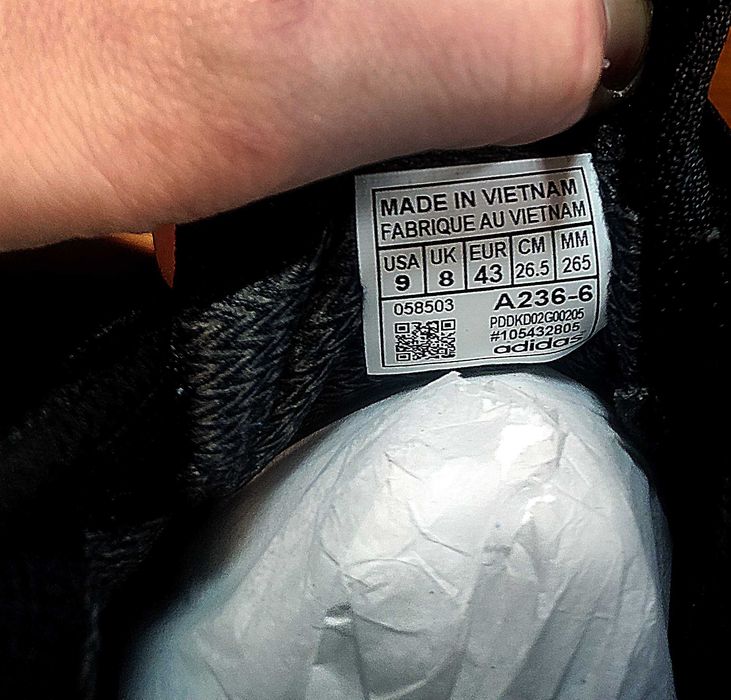 MADE IN VIETNAM
FABRIQUE AU VIETNAM
USA UK EUR CM MM
9 8 43 26.5 265
058503 A236-6
PDDKD02G00205
#105432805
adidas